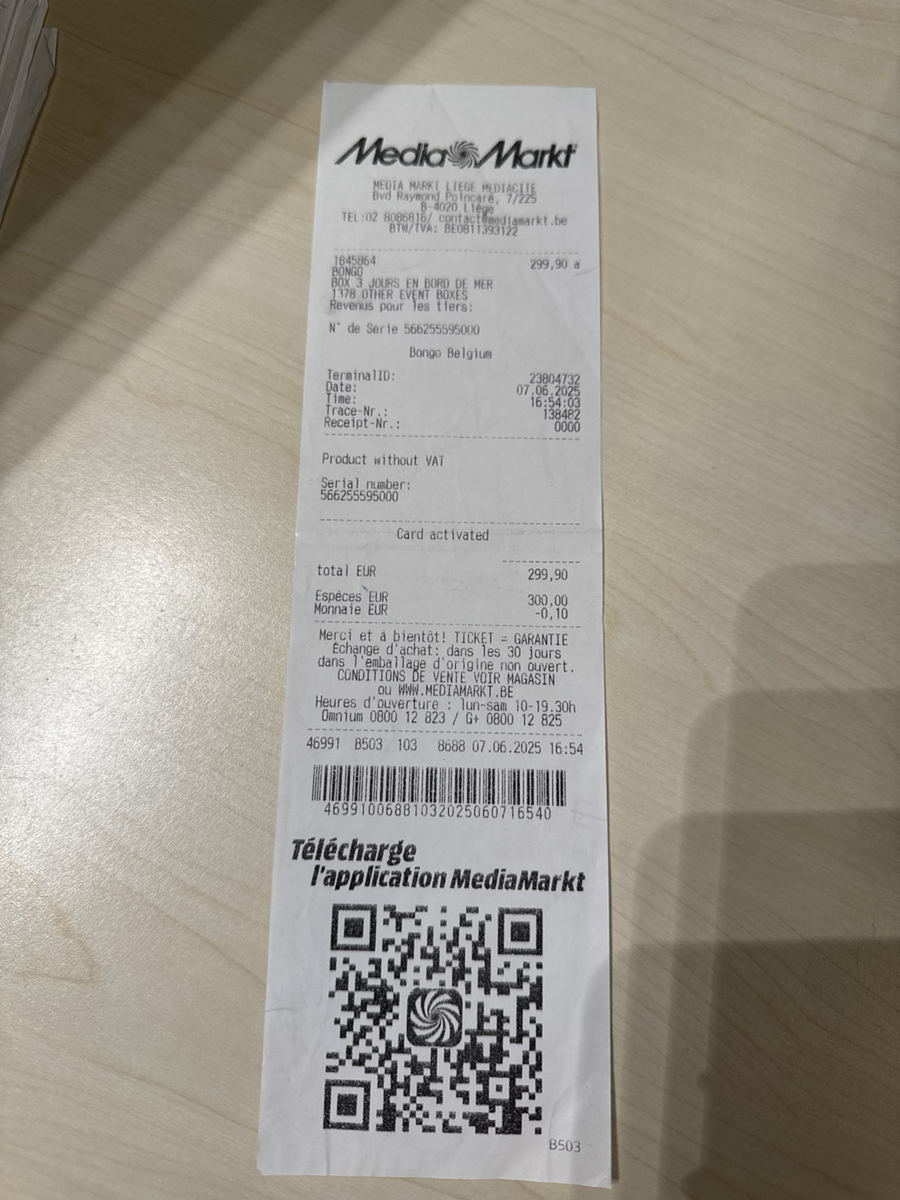 Media Markt
MEDIA MARKT LIEGE MEDIACITE
Bvd Raymond Poincaré, 7/225
B-4020 Liège
TEL:02 8086816/ contact@mediamarkt.be
BTW/TVA: BE0811393122
1845864 299,90 a
BONGO
BOX 3 JOURS EN BORD DE MER
1378 OTHER EVENT BOXES
Revenus pour les tiers:
N° de Serie 566255595000
Bongo Belgium
TerminalID: 23804732
Date: 07.06.2025
Time: 16:54:03
Trace-Nr.: 138482
Receipt-Nr.: 0000
Product without VAT
Serial number:
566255595000
Card activated
total EUR 299,90
Espèces EUR 300,00
Monnaie EUR -0,10
Merci et à bientôt! TICKET = GARANTIE
Échange d'achat: dans les 30 jours
dans l'emballage d'origine non ouvert.
CONDITIONS DE VENTE VOIR MAGASIN
ou WWW.MEDIAMARKT.BE
Heures d'ouverture : lun-sam 10-19.30h
Omnium 0800 12 823 / G+ 0800 12 825
46991 B503 103 8688 07.06.2025 16:54
4699100688103202506071654​0
Télécharge
l'application MediaMarkt
B503